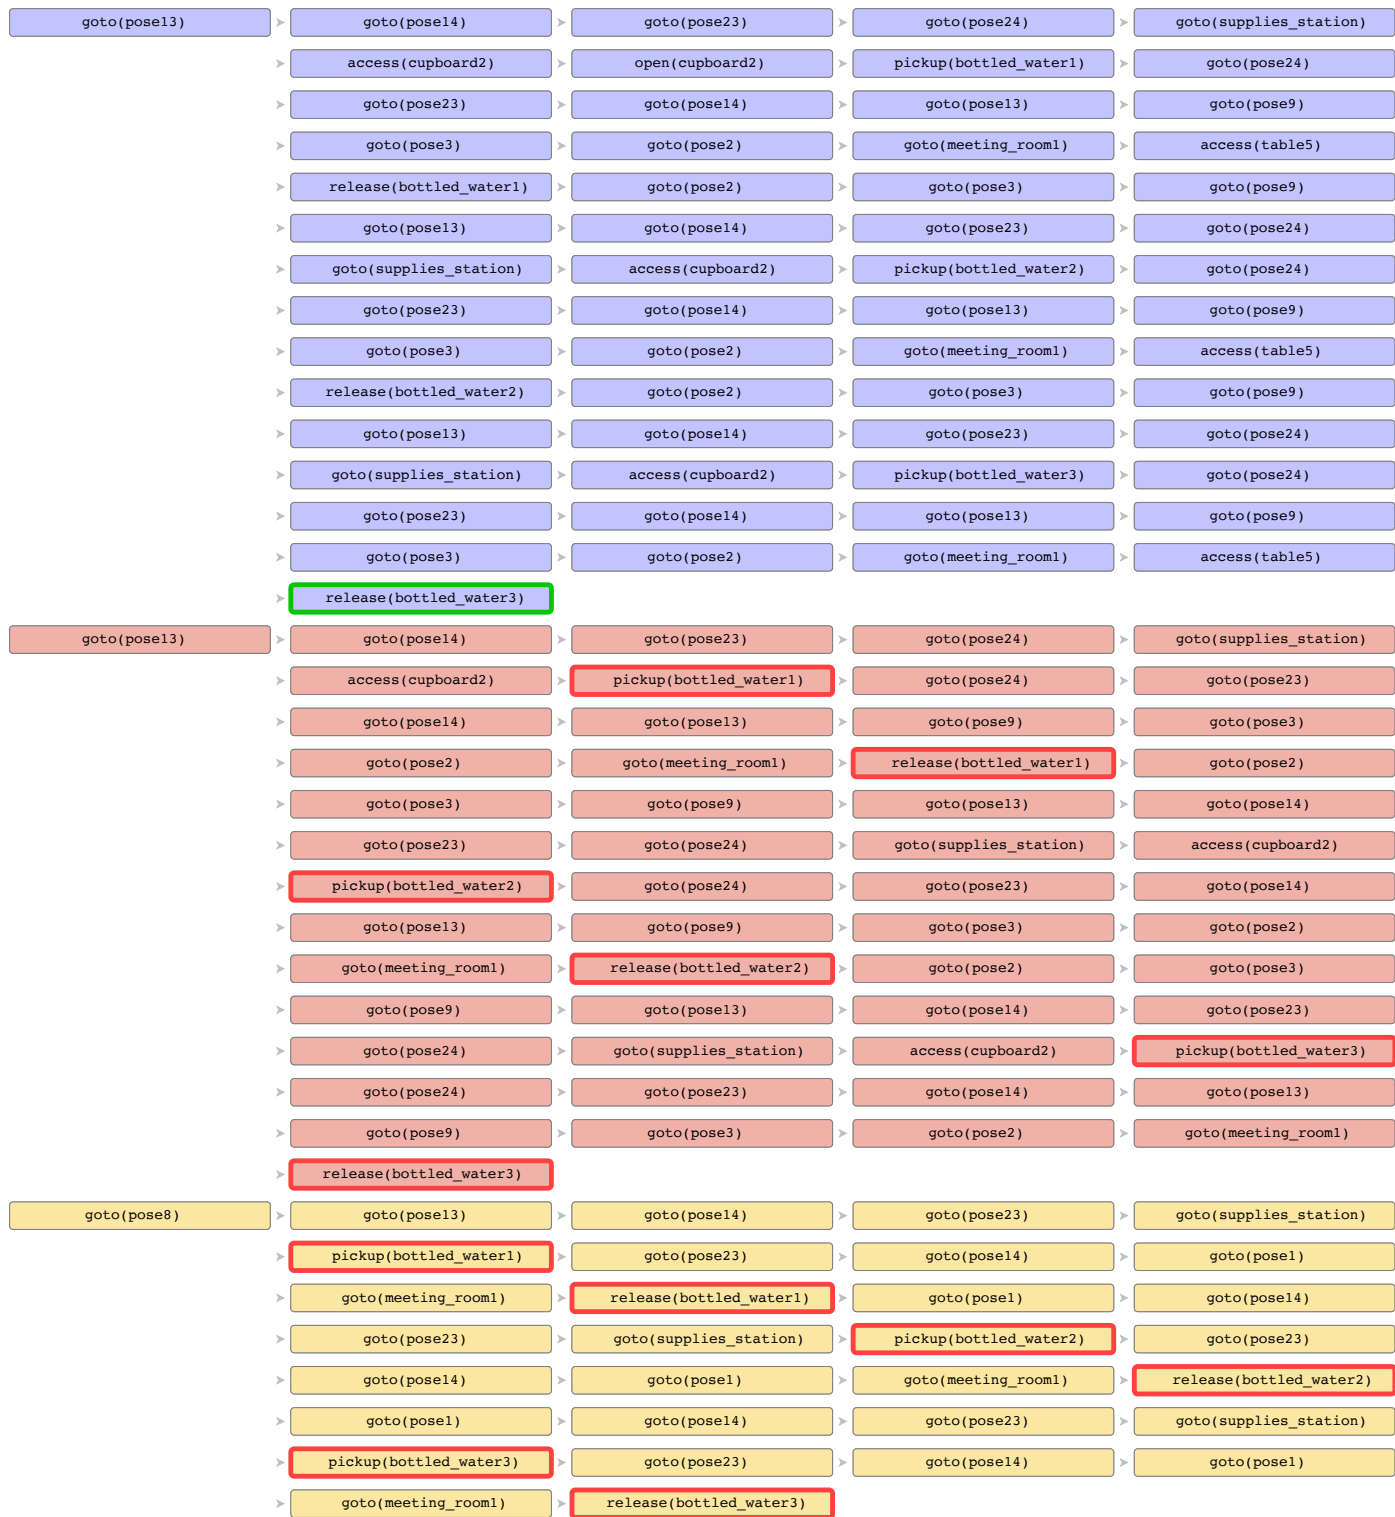 goto(pose13) goto(pose14) goto(pose23) goto(pose24) goto(supplies_station)
access(cupboard2) open(cupboard2) pickup(bottled_water1) goto(pose24)
goto(pose23) goto(pose14) goto(pose13) goto(pose9)
goto(pose3) goto(pose2) goto(meeting_room1) access(table5)
release(bottled_water1) goto(pose2) goto(pose3) goto(pose9)
goto(pose13) goto(pose14) goto(pose23) goto(pose24)
goto(supplies_station) access(cupboard2) pickup(bottled_water2) goto(pose24)
goto(pose23) goto(pose14) goto(pose13) goto(pose9)
goto(pose3) goto(pose2) goto(meeting_room1) access(table5)
release(bottled_water2) goto(pose2) goto(pose3) goto(pose9)
goto(pose13) goto(pose14) goto(pose23) goto(pose24)
goto(supplies_station) access(cupboard2) pickup(bottled_water3) goto(pose24)
goto(pose23) goto(pose14) goto(pose13) goto(pose9)
goto(pose3) goto(pose2) goto(meeting_room1) access(table5)
release(bottled_water3)
goto(pose13) goto(pose14) goto(pose23) goto(pose24) goto(supplies_station)
access(cupboard2) pickup(bottled_water1) goto(pose24) goto(pose23)
goto(pose14) goto(pose13) goto(pose9) goto(pose3)
goto(pose2) goto(meeting_room1) release(bottled_water1) goto(pose2)
goto(pose3) goto(pose9) goto(pose13) goto(pose14)
goto(pose23) goto(pose24) goto(supplies_station) access(cupboard2)
pickup(bottled_water2) goto(pose24) goto(pose23) goto(pose14)
goto(pose13) goto(pose9) goto(pose3) goto(pose2)
goto(meeting_room1) release(bottled_water2) goto(pose2) goto(pose3)
goto(pose9) goto(pose13) goto(pose14) goto(pose23)
goto(pose24) goto(supplies_station) access(cupboard2) pickup(bottled_water3)
goto(pose24) goto(pose23) goto(pose14) goto(pose13)
goto(pose9) goto(pose3) goto(pose2) goto(meeting_room1)
release(bottled_water3)
goto(pose8) goto(pose13) goto(pose14) goto(pose23) goto(supplies_station)
pickup(bottled_water1) goto(pose23) goto(pose14) goto(pose1)
goto(meeting_room1) release(bottled_water1) goto(pose1) goto(pose14)
goto(pose23) goto(supplies_station) pickup(bottled_water2) goto(pose23)
goto(pose14) goto(pose1) goto(meeting_room1) release(bottled_water2)
goto(pose1) goto(pose14) goto(pose23) goto(supplies_station)
pickup(bottled_water3) goto(pose23) goto(pose14) goto(pose1)
goto(meeting_room1) release(bottled_water3)